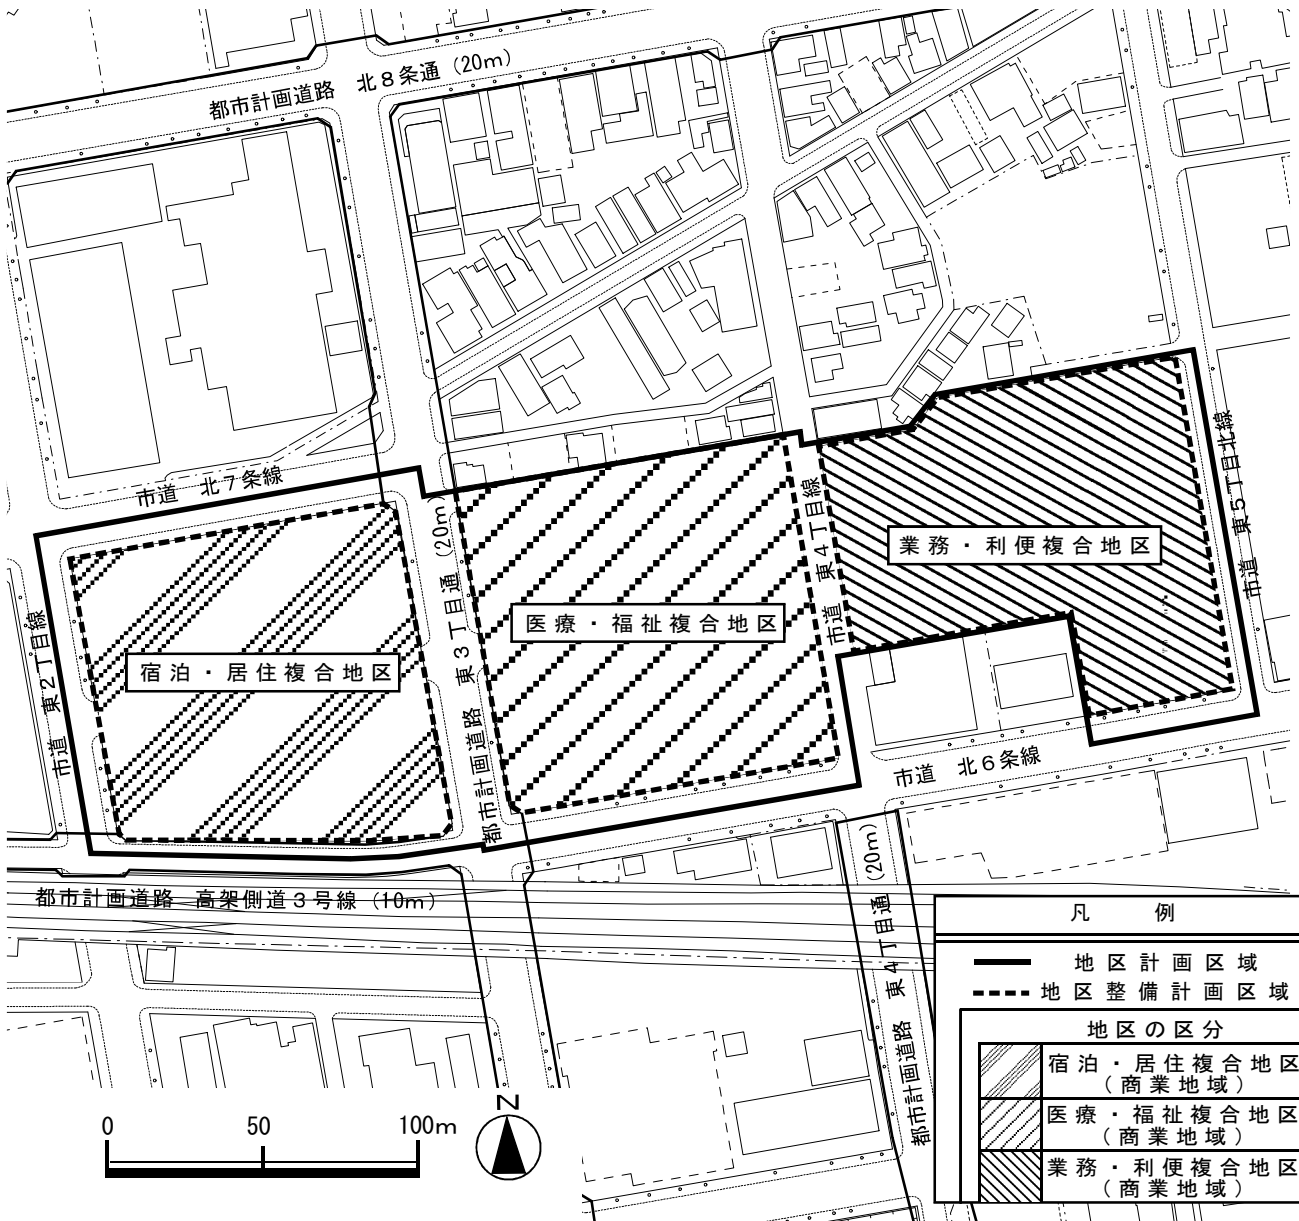 都市計画道路　北８条通（20m）
市道　北７条線
市道　東２丁目線
宿泊・居住複合地区
都市計画道路　東３丁目通（20m）
医療・福祉複合地区
市道　東４丁目線
業務・利便複合地区
市道　東５丁目北線
市道　北６条線
都市計画道路　高架側道３号線（10m）
都市計画道路　東４丁目通（20m）
凡　例
地区計画区域
地区整備計画区域
地区の区分
宿泊・居住複合地区
（商業地域）
医療・福祉複合地区
（商業地域）
業務・利便複合地区
（商業地域）
0 50 100m
N